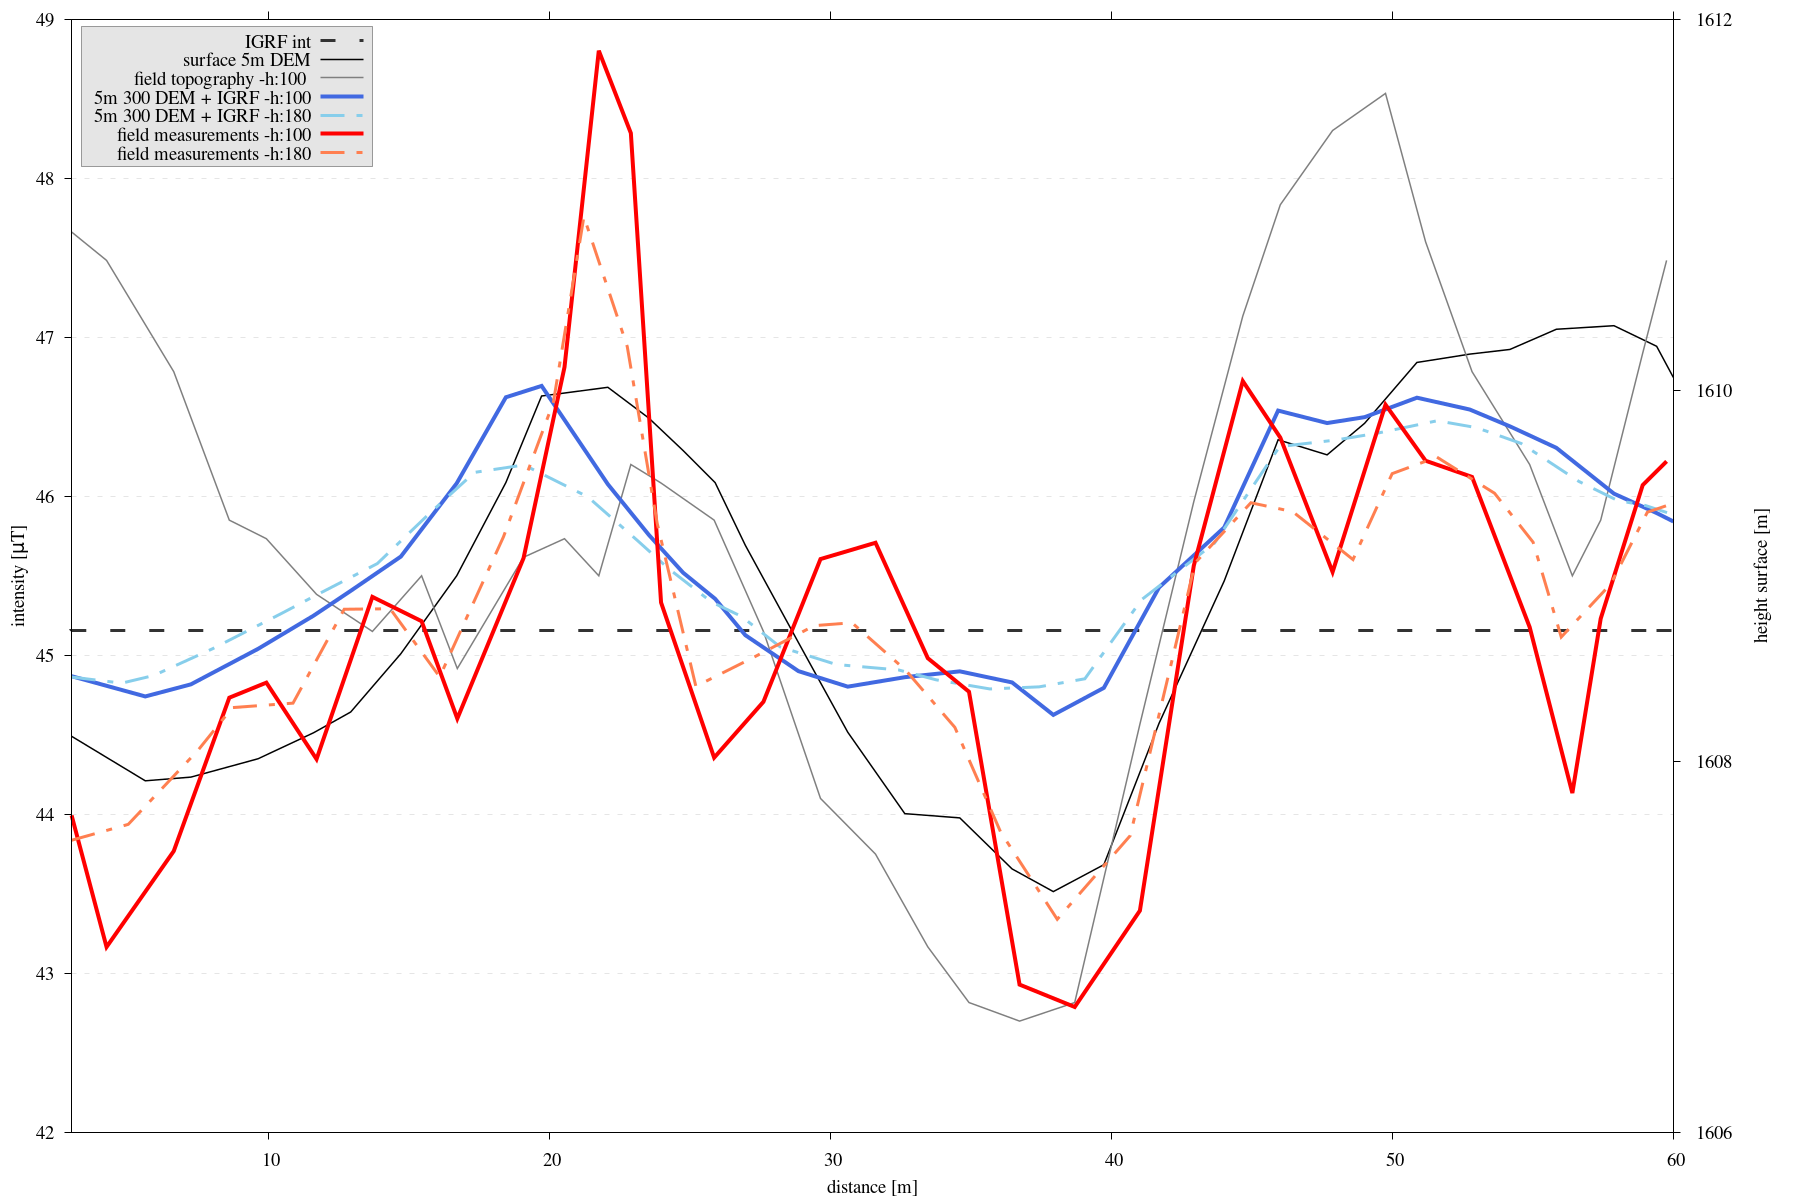 49
48
47
46
45
44
43
42
intensity [µT]
IGRF int
surface 5m DEM
field topography -h:100
5m 300 DEM + IGRF -h:100
5m 300 DEM + IGRF -h:180
field measurements -h:100
field measurements -h:180
1612
1610
1608
1606
height surface [m]
10 20 30 40 50 60
distance [m]